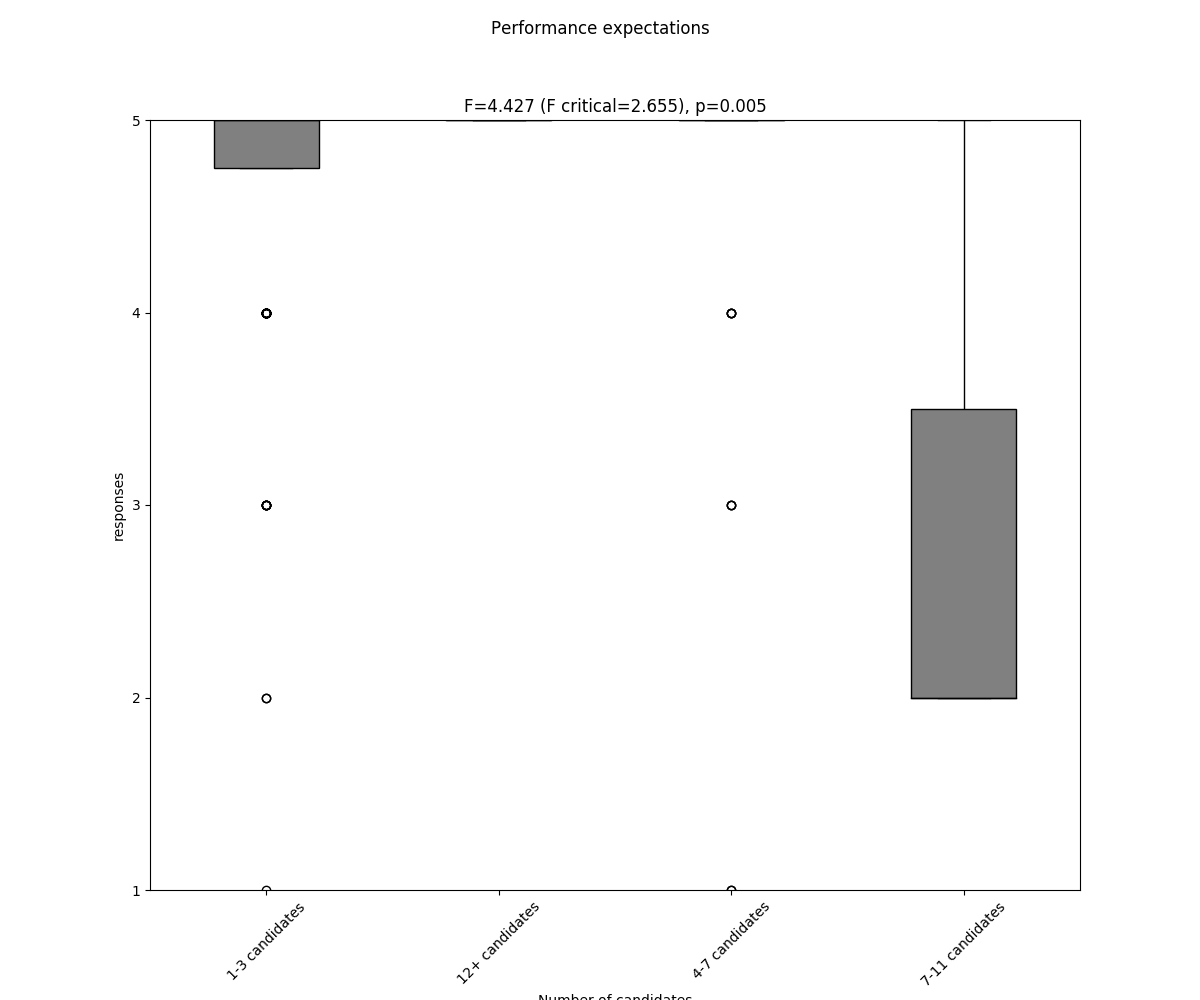 Performance expectations
F=4.427 (F critical=2.655), p=0.005
5
4
3
2
1
responses
1-3 candidates
12+ candidates
4-7 candidates
7-11 candidates
Number of candidates